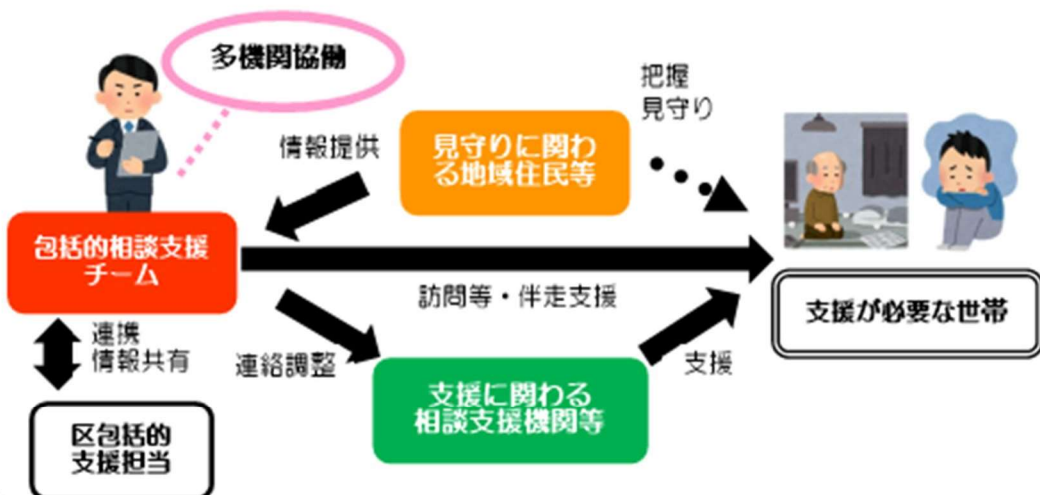 多機関協働
把握
見守り
情報提供
見守りに関わ
る地域住民等
包括的相談支援
チーム
訪問等・伴走支援
支援が必要な世帯
連携
情報共有
連絡調整
支援
支援に関わる
相談支援機関等
区包括的
支援担当